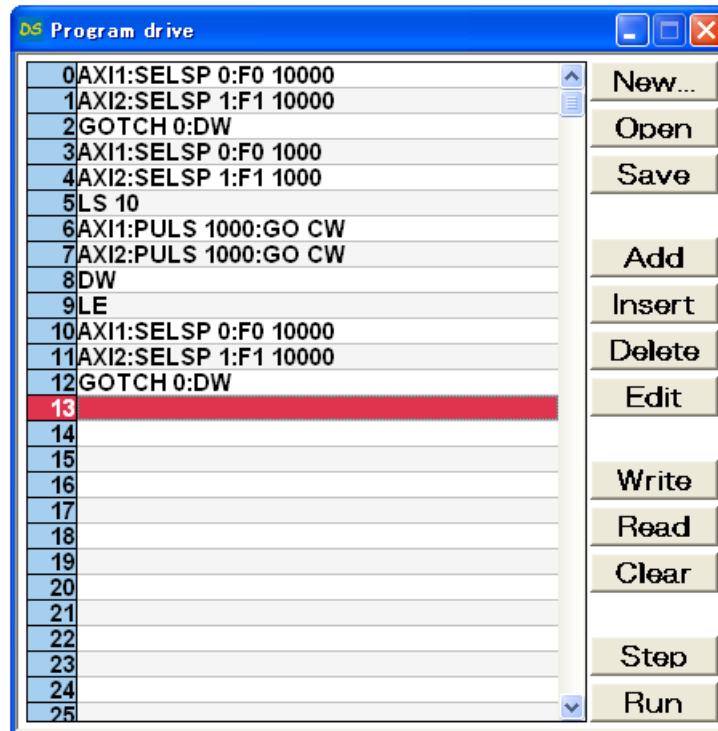 DS Program drive
0 AXI1:SELSP 0:F0 10000
1 AXI2:SELSP 1:F1 10000
2 GOTCH 0:DW
3 AXI1:SELSP 0:F0 1000
4 AXI2:SELSP 1:F1 1000
5 LS 10
6 AXI1:PULS 1000:GO CW
7 AXI2:PULS 1000:GO CW
8 DW
9 LE
10 AXI1:SELSP 0:F0 10000
11 AXI2:SELSP 1:F1 10000
12 GOTCH 0:DW
13
14
15
16
17
18
19
20
21
22
23
24
25
New...
Open
Save
Add
Insert
Delete
Edit
Write
Read
Clear
Step
Run